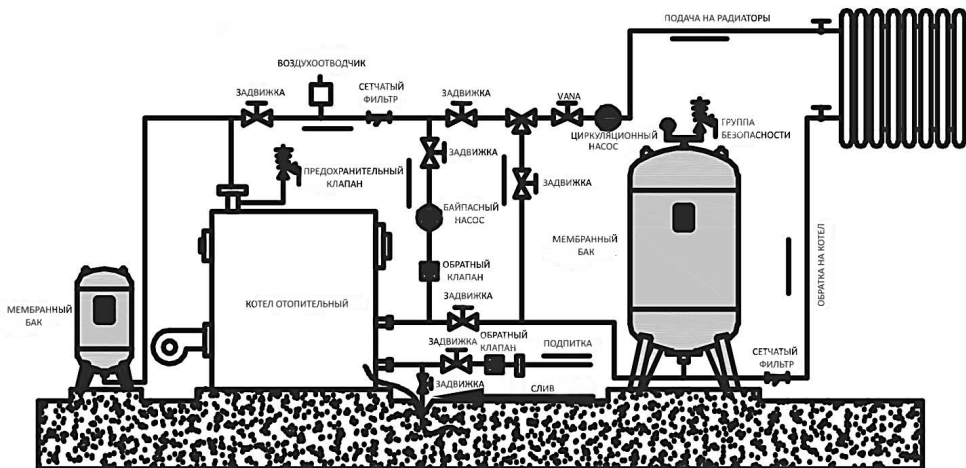 ПОДАЧА НА РАДИАТОРЫ
ВОЗДУХООТВОДЧИК
ЗАДВИЖКА
СЕТЧАТЫЙ
ФИЛЬТР
ЗАДВИЖКА
VANA
ЦИРКУЛЯЦИОННЫЙ
НАСОС
ГРУППА
БЕЗОПАСНОСТИ
ЗАДВИЖКА
ПРЕДОХРАНИТЕЛЬНЫЙ
КЛАПАН
ЗАДВИЖКА
БАЙПАСНЫЙ
НАСОС
МЕМБРАННЫЙ
БАК
ОБРАТКА НА КОТЕЛ
ОБРАТНЫЙ
КЛАПАН
КОТЕЛ ОТОПИТЕЛЬНЫЙ
ЗАДВИЖКА
МЕМБРАННЫЙ
БАК
ЗАДВИЖКА
ОБРАТНЫЙ
КЛАПАН
ПОДПИТКА
СЕТЧАТЫЙ
ФИЛЬТР
ЗАДВИЖКА
СЛИВ